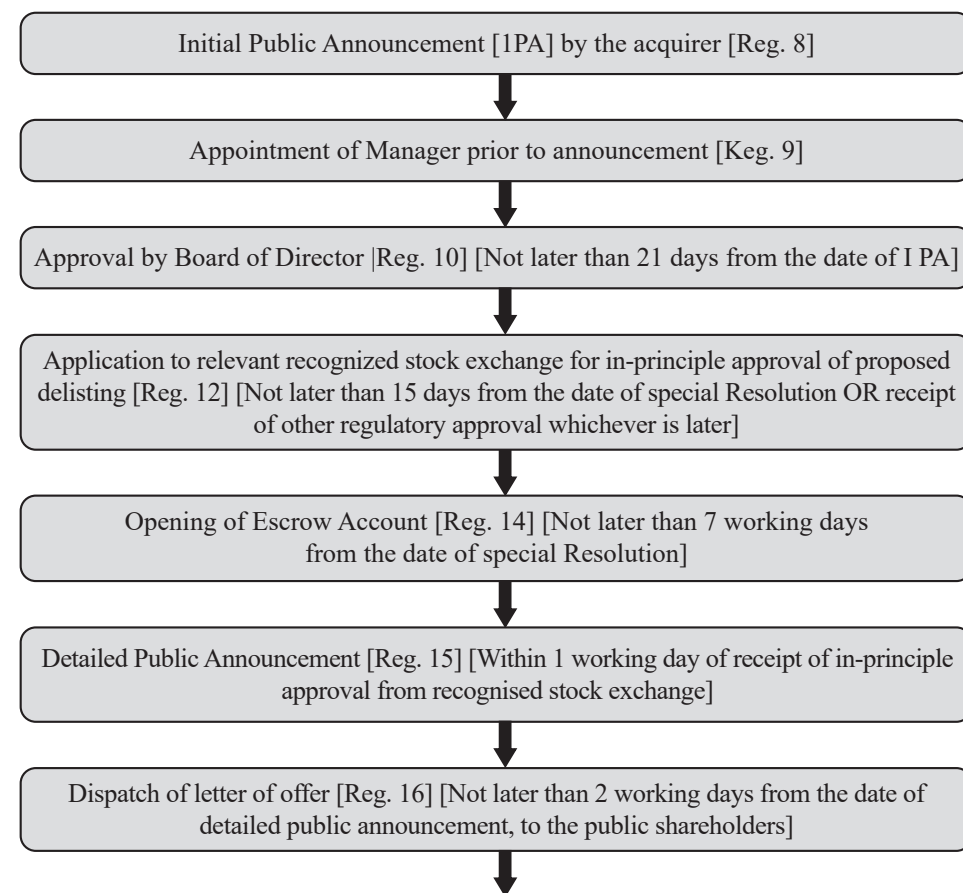 Initial Public Announcement [1PA] by the acquirer [Reg. 8]
Appointment of Manager prior to announcement [Keg. 9]
Approval by Board of Director |Reg. 10] [Not later than 21 days from the date of I PA]
Application to relevant recognized stock exchange for in-principle approval of proposed
delisting [Reg. 12] [Not later than 15 days from the date of special Resolution OR receipt
of other regulatory approval whichever is later]
Opening of Escrow Account [Reg. 14] [Not later than 7 working days
from the date of special Resolution]
Detailed Public Announcement [Reg. 15] [Within 1 working day of receipt of in-principle
approval from recognised stock exchange]
Dispatch of letter of offer [Reg. 16] [Not later than 2 working days from the date of
detailed public announcement, to the public shareholders]